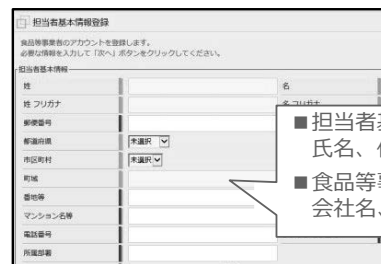 担当者基本情報登録
食品等事業者のアカウントを登録します。
必要な情報を入力して「次へ」ボタンをクリックしてください。
担当者基本情報
姓
名
姓 フリガナ
名 フリガナ
郵便番号
都道府県
未選択
市区町村
未選択
町域
番地等
マンション名等
電話番号
所属部署
■担当者
氏名、
■食品等
会社名、